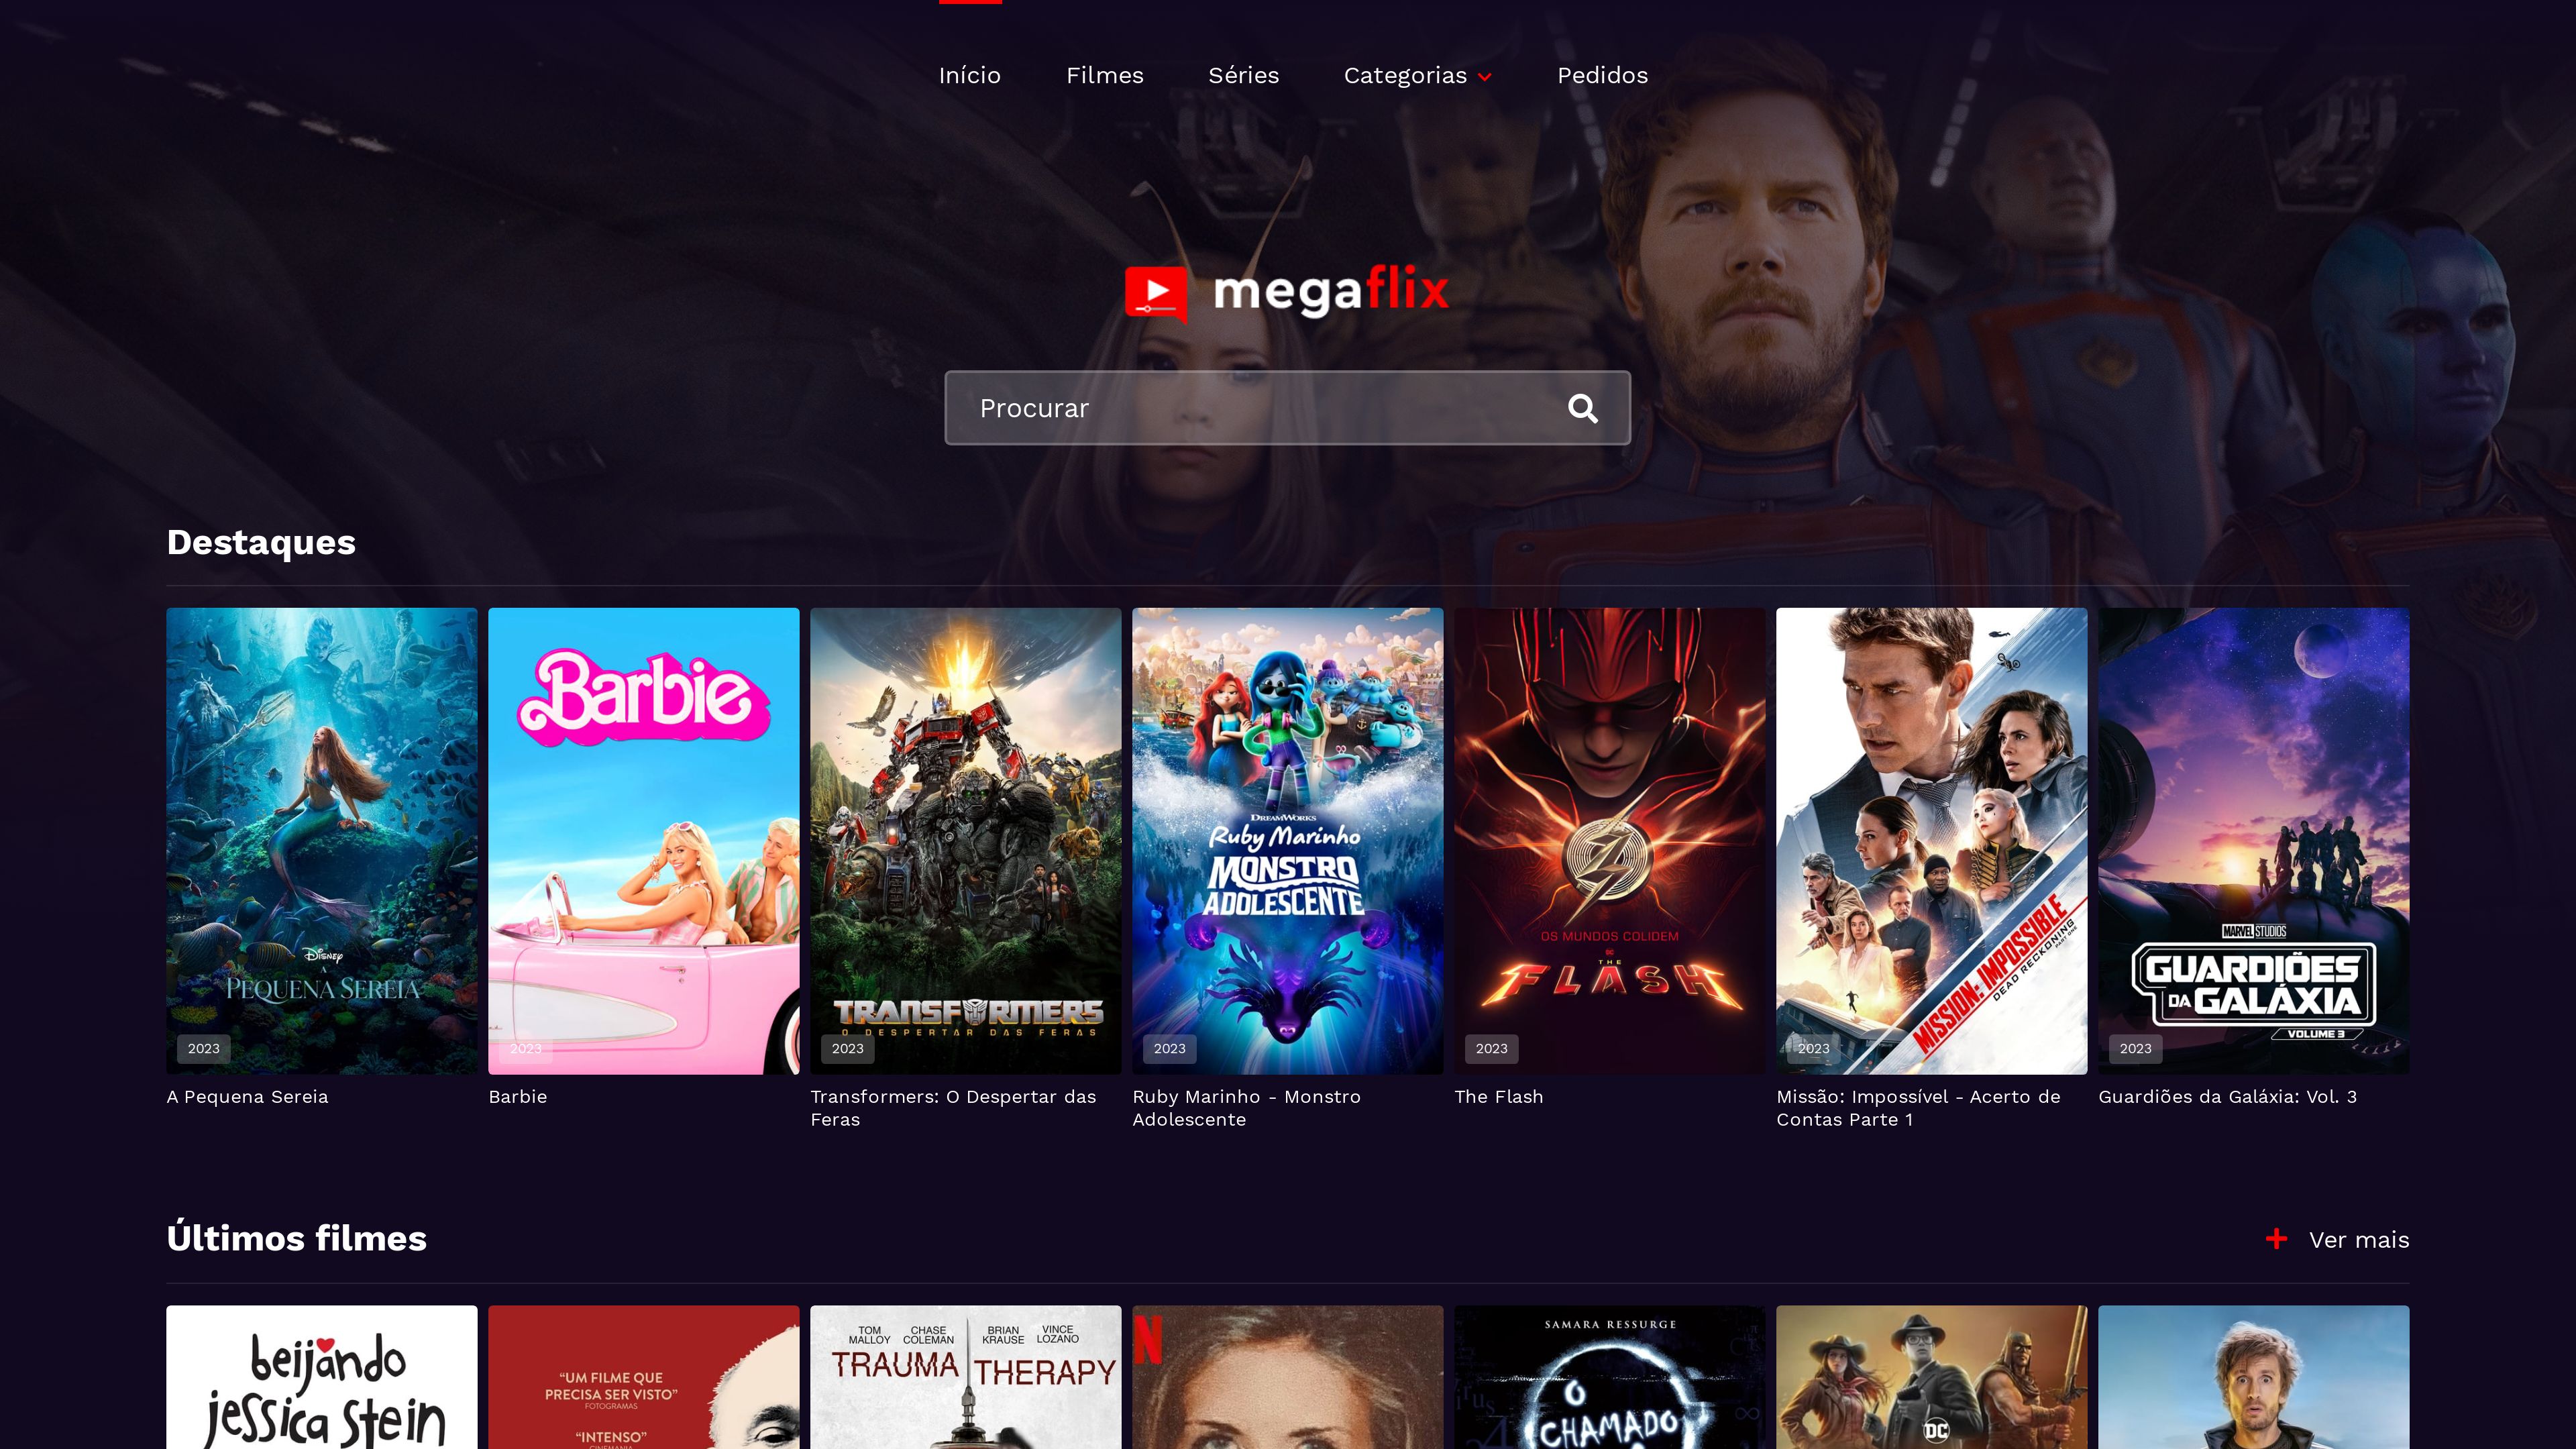 Início Filmes Séries Categorias Pedidos
megaflix
Procurar
Destaques
DISNEY
A
PEQUENA SEREIA
2023
A Pequena Sereia
Barbie
2023
Barbie
TRANSFORMERS
O DESPERTAR DAS FERAS
2023
Transformers: O Despertar das
Feras
DREAMWORKS
Ruby Marinho
MONSTRO
ADOLESCENTE
2023
Ruby Marinho - Monstro
Adolescente
OS MUNDOS COLIDEM
THE
FLASH
2023
The Flash
MISSION: IMPOSSIBLE
DEAD RECKONING
PART ONE
2023
Missão: Impossível - Acerto de
Contas Parte 1
MARVEL STUDIOS
GUARDIÕES
DA GALÁXIA
VOLUME 3
2023
Guardiões da Galáxia: Vol. 3
Últimos filmes
Ver mais
beijando
jessica stein
“UM FILME QUE
PRECISA SER VISTO”
FOTOGRAMAS
“INTENSO”
TOM MALLOY CHASE COLEMAN BRIAN KRAUSE VINCE LOZANO
TRAUMA THERAPY
N
SAMARA RESSURGE
O
CHAMADO
DC